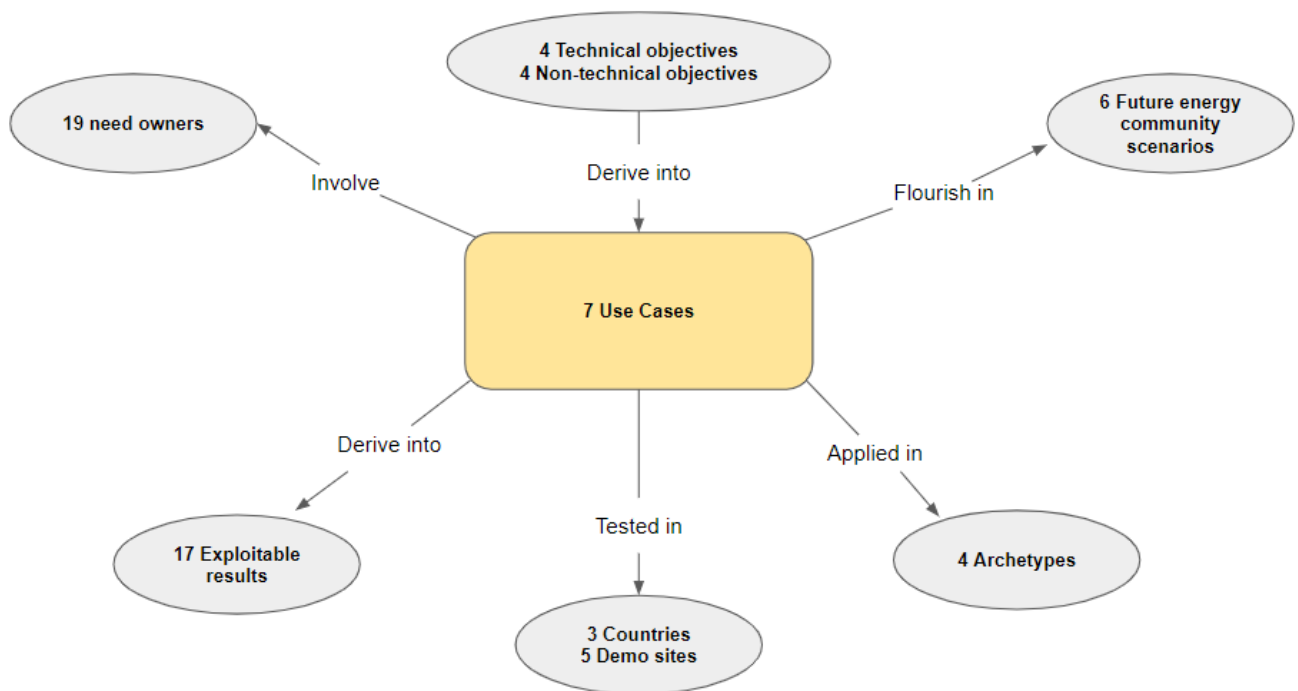 4 Technical objectives
4 Non-technical objectives
19 need owners
6 Future energy
community
scenarios
Involve
Derive into
Flourish in
7 Use Cases
Derive into
Tested in
Applied in
17 Exploitable
results
3 Countries
5 Demo sites
4 Archetypes